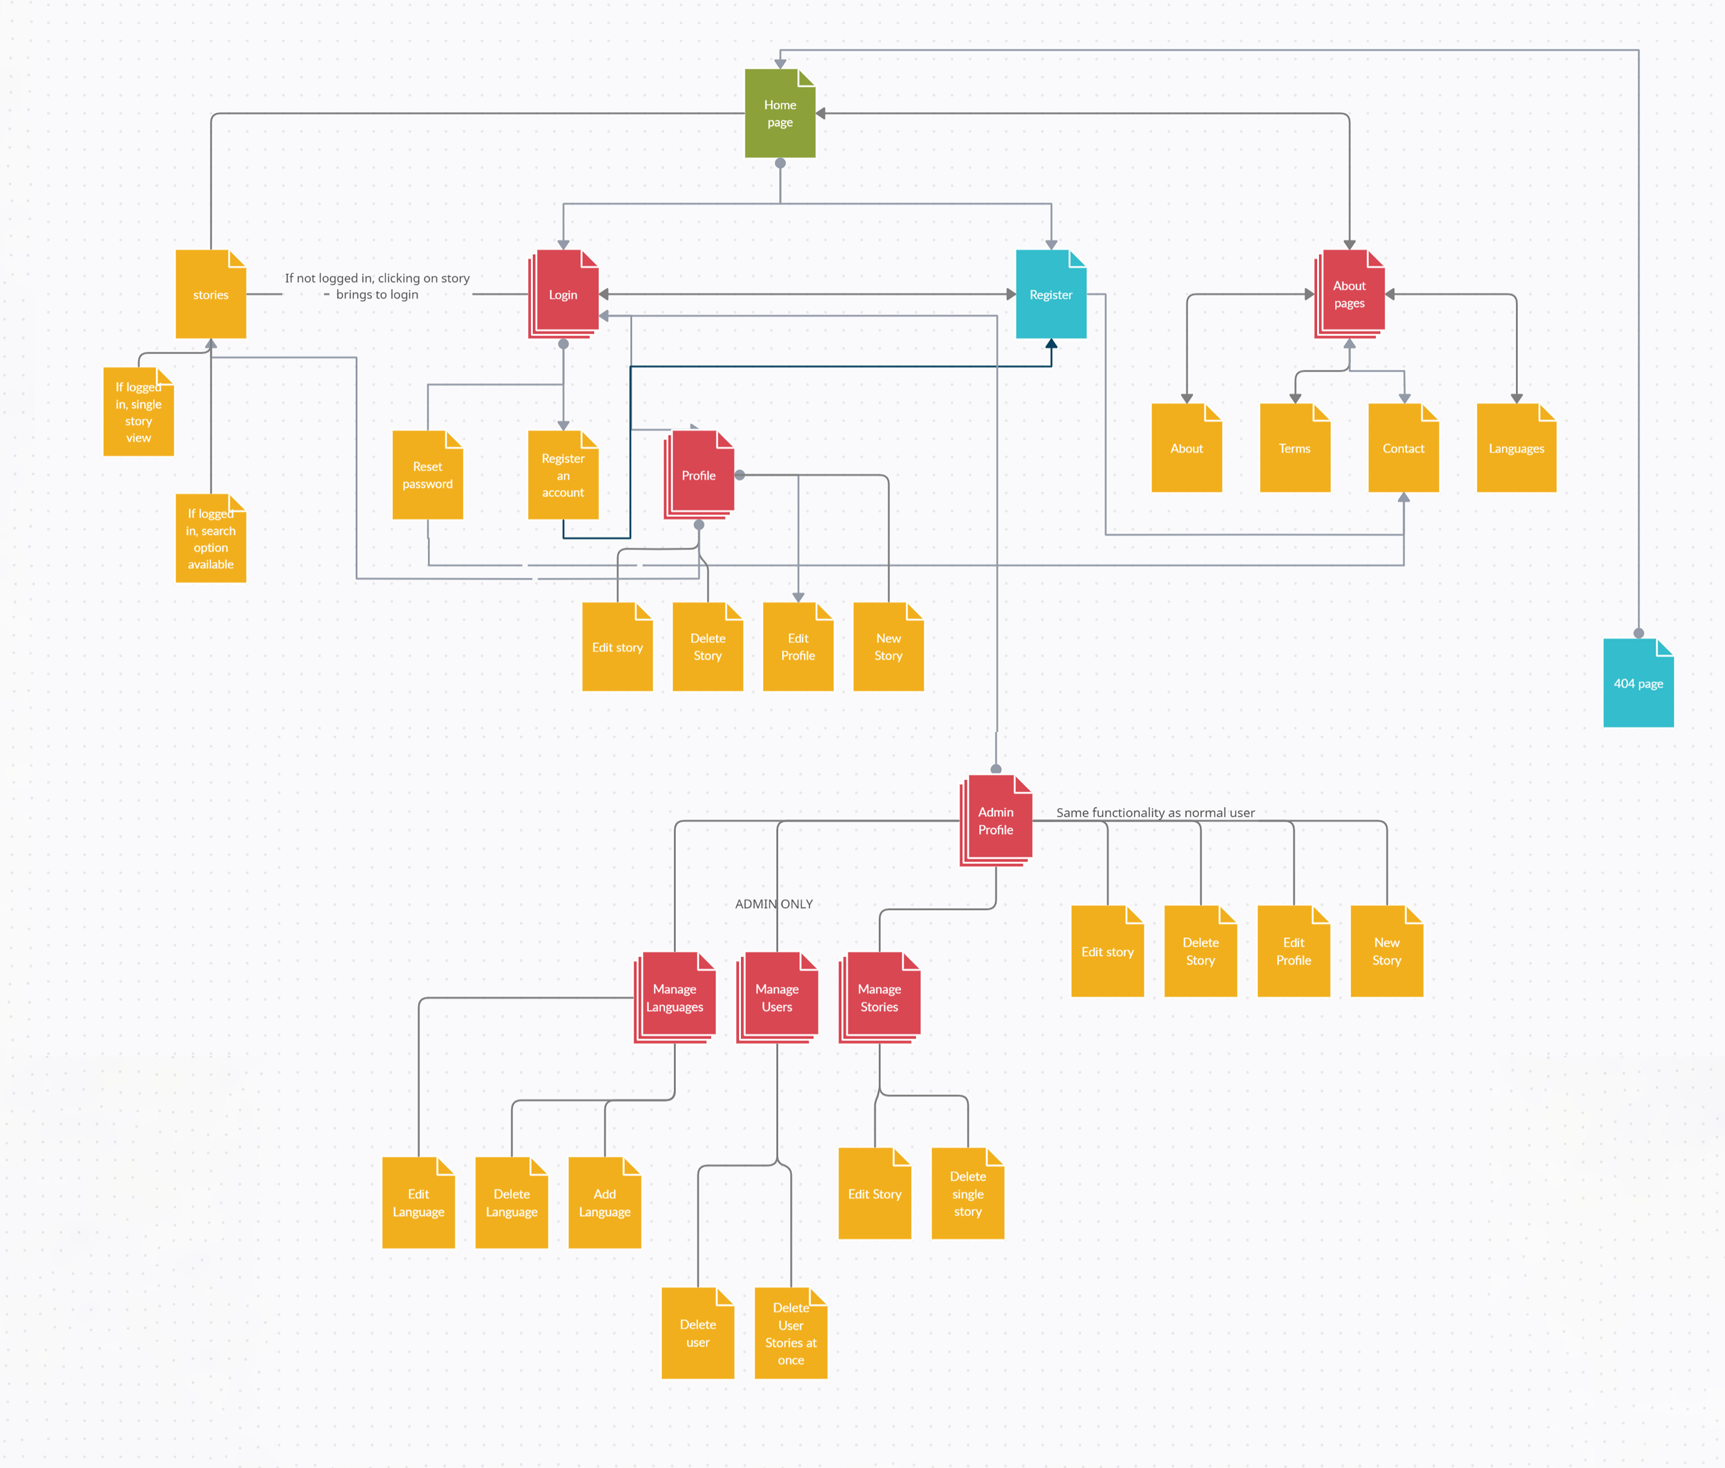 Home
page
stories
If not logged in, clicking on story
brings to login
Login
Register
About
pages
If logged
in, single
story
view
Reset
password
Register
an
account
Profile
About
Terms
Contact
Languages
If logged
in, search
option
available
Edit story
Delete
Story
Edit
Profile
New
Story
404 page
Admin
Profile
Same functionality as normal user
ADMIN ONLY
Edit story
Delete
Story
Edit
Profile
New
Story
Manage
Languages
Manage
Users
Manage
Stories
Edit
Language
Delete
Language
Add
Language
Edit Story
Delete
single
story
Delete
user
Delete
User
Stories at
once